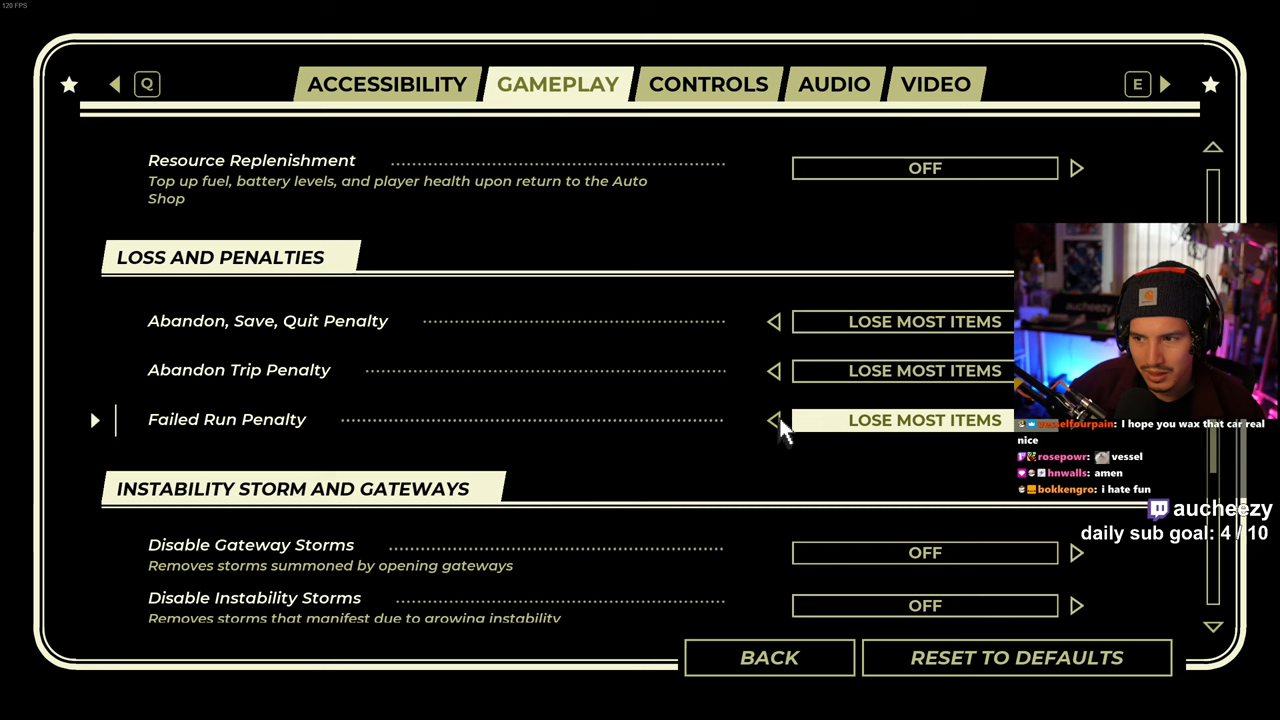 120 FPS
Q
ACCESSIBILITY
GAMEPLAY
CONTROLS
AUDIO
VIDEO
E
Resource Replenishment
OFF
Top up fuel, battery levels, and player health upon return to the Auto
Shop
LOSS AND PENALTIES
Abandon, Save, Quit Penalty
LOSE MOST ITEMS
Abandon Trip Penalty
LOSE MOST ITEMS
Failed Run Penalty
LOSE MOST ITEMS
vesselfourpain: I hope you wax that car real
nice
rosepowr: vessel
hnwalls: amen
bokkengro: i hate fun
INSTABILITY STORM AND GATEWAYS
aucheezy
daily sub goal: 4 / 10
Disable Gateway Storms
OFF
Removes storms summoned by opening gateways
Disable Instability Storms
OFF
Removes storms that manifest due to growing instability
BACK
RESET TO DEFAULTS